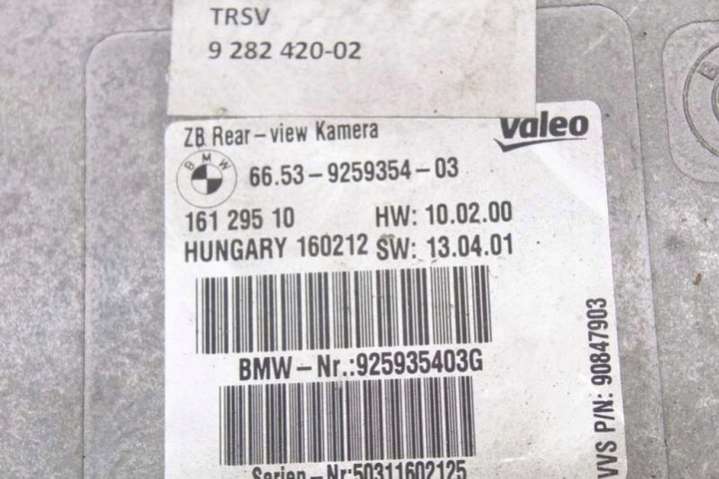 TRSV
9 282 420-02
ZB Rear-view Kamera
valeo
BMW
66.53-9259354-03
161 295 10 HW: 10.02.00
HUNGARY 160212 SW: 13.04.01
BMW-Nr.:925935403G
Serien-Nr:50311602125
VVS P/N: 90847903